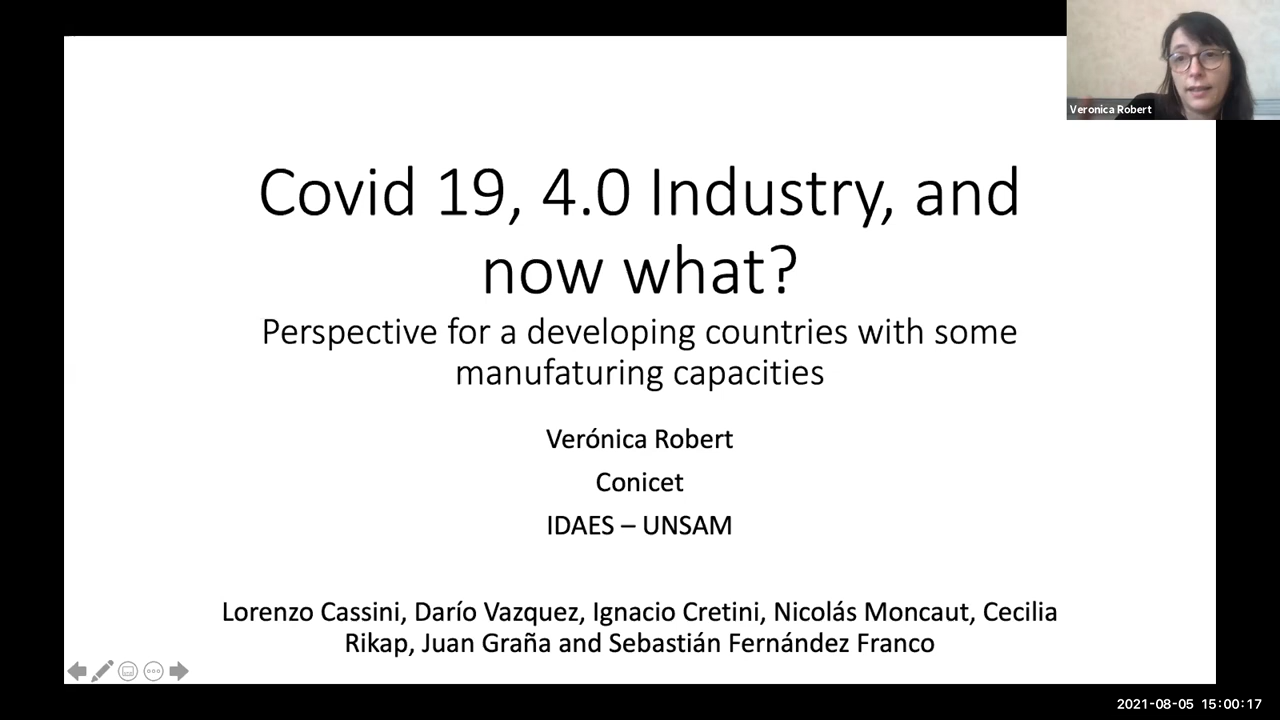 Veronica Robert
Covid 19, 4.0 Industry, and
now what?
Perspective for a developing countries with some
manufaturing capacities
Verónica Robert
Conicet
IDAES – UNSAM
Lorenzo Cassini, Darío Vazquez, Ignacio Cretini, Nicolás Moncaut, Cecilia
Rikap, Juan Graña and Sebastián Fernández Franco
2021-08-05 15:00:17